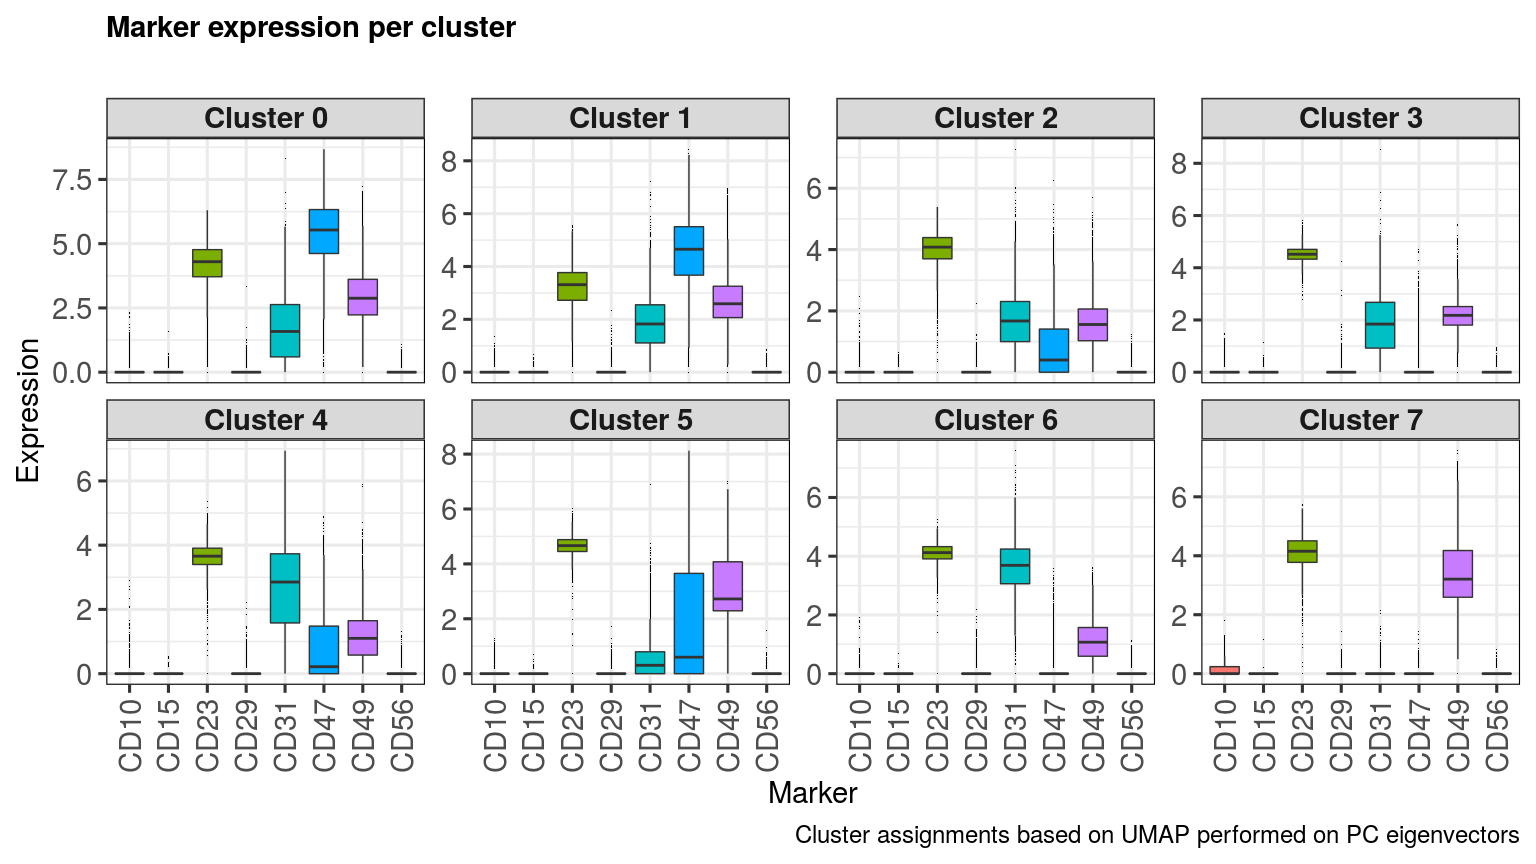 Marker expression per cluster
Cluster 0 Cluster 1 Cluster 2 Cluster 3
7.5 5.0 2.5 0.0
8 6 4 2 0
6 4 2 0
8 6 4 2 0
Expression
Cluster 4 Cluster 5 Cluster 6 Cluster 7
6 4 2 0
8 6 4 2 0
6 4 2 0
6 4 2 0
CD10 CD15 CD23 CD29 CD31 CD47 CD49 CD56
CD10 CD15 CD23 CD29 CD31 CD47 CD49 CD56
CD10 CD15 CD23 CD29 CD31 CD47 CD49 CD56
CD10 CD15 CD23 CD29 CD31 CD47 CD49 CD56
Marker
Cluster assignments based on UMAP performed on PC eigenvectors